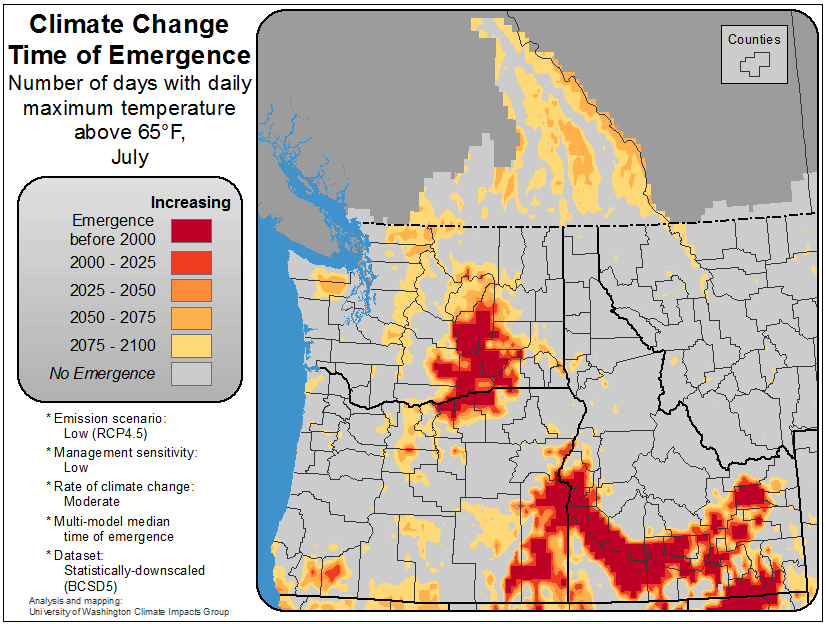 Climate Change
Time of Emergence
Number of days with daily
maximum temperature
above 65°F,
July
Increasing
Emergence
before 2000
2000 - 2025
2025 - 2050
2050 - 2075
2075 - 2100
No Emergence
* Emission scenario:
Low (RCP4.5)
* Management sensitivity:
Low
* Rate of climate change:
Moderate
* Multi-model median
time of emergence
* Dataset:
Statistically-downscaled
(BCSD5)
Analysis and mapping:
University of Washington Climate Impacts Group
Counties